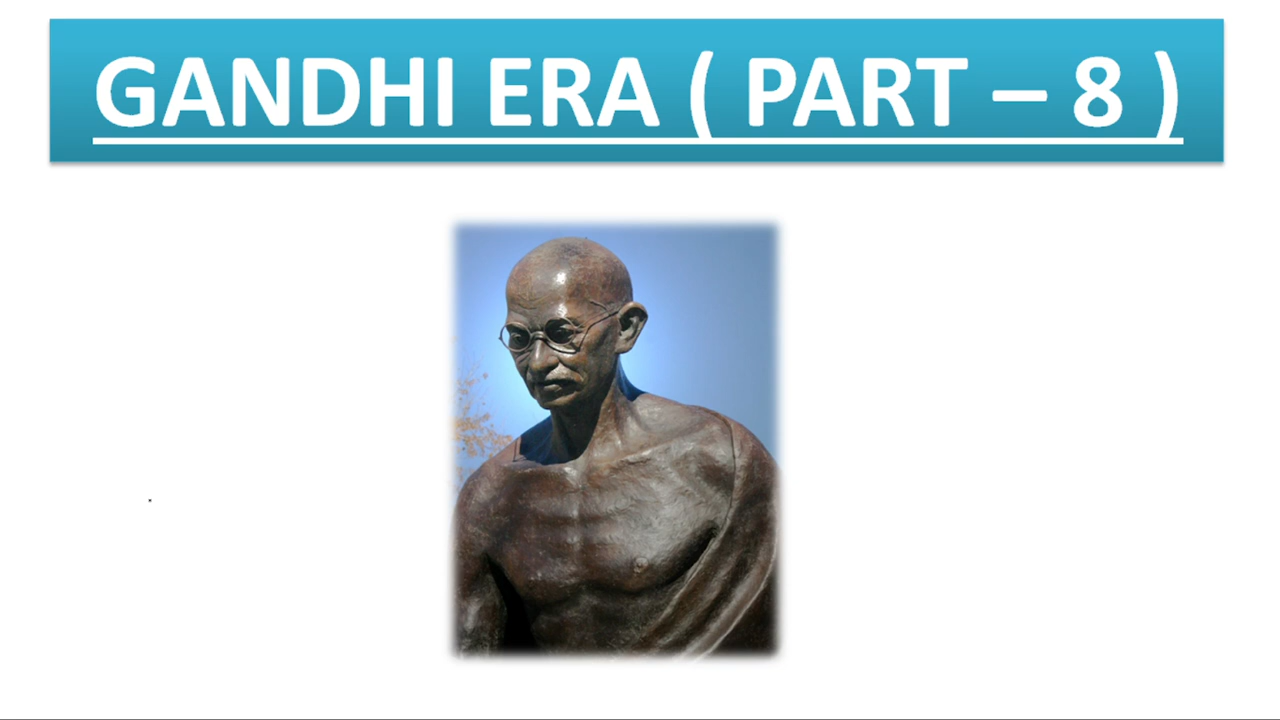 GANDHI ERA ( PART – 8 )